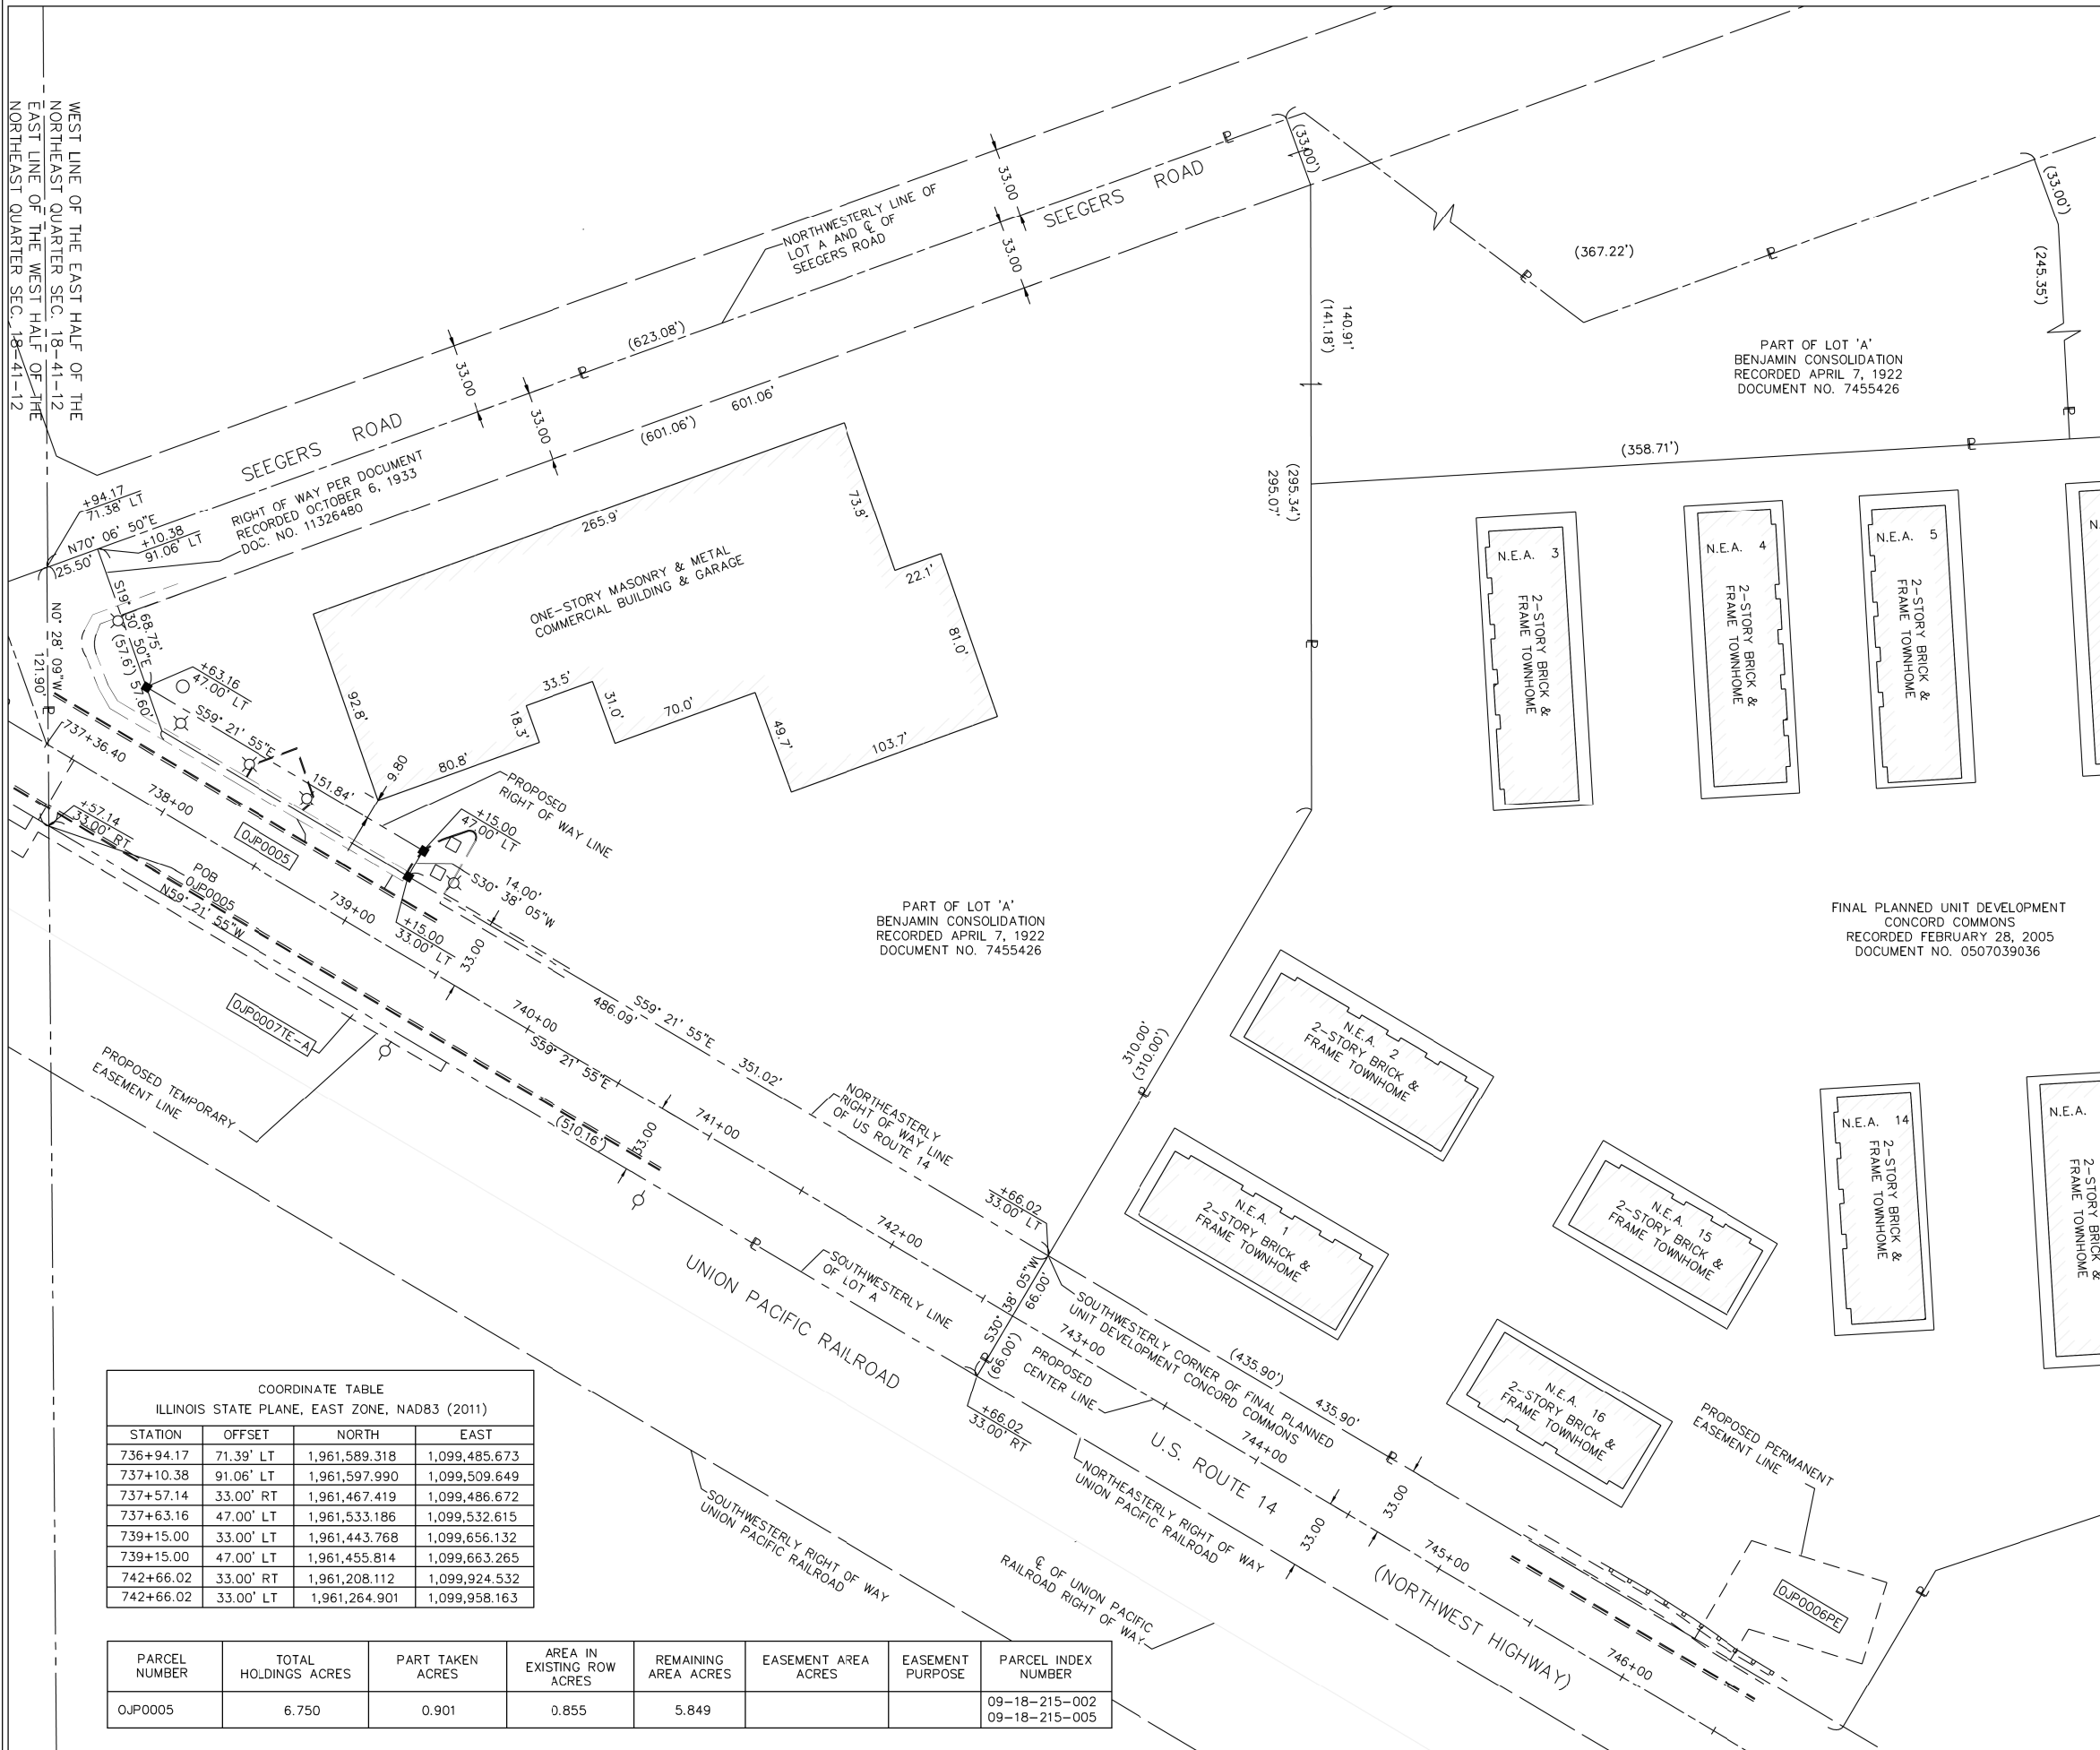 WEST LINE OF THE EAST HALF OF THE
NORTHEAST QUARTER SEC. 18-41-12
EAST LINE OF THE WEST HALF OF THE
NORTHEAST QUARTER SEC. 18-41-12
33.00
33.00
NORTHWESTERLY LINE OF
LOT A AND ℄ OF
SEEGERS ROAD
SEEGERS ROAD
(33.00')
(367.22')
(33.00')
(245.35')
(623.08')
33.00
33.00
601.06'
(601.06')
140.91'
(141.18')
PART OF LOT 'A'
BENJAMIN CONSOLIDATION
RECORDED APRIL 7, 1922
DOCUMENT NO. 7455426
(358.71')
(295.34')
295.07'
SEEGERS ROAD
RIGHT OF WAY PER DOCUMENT
RECORDED OCTOBER 6, 1933
DOC. NO. 11326480
+94.17
71.38' LT
N70° 06' 50"E
25.50'
+10.38
91.06' LT
S19° 30' 50"E
68.75'
(57.6') 57.60'
N0° 28' 09"W
121.90'
+63.16
47.00' LT
S59° 21' 55"E
151.84'
265.9'
73.8'
22.1'
81.0'
103.7'
49.7'
70.0'
31.0'
33.5'
18.3'
80.8'
92.8'
9.80
ONE-STORY MASONRY & METAL
COMMERCIAL BUILDING & GARAGE
N.E.A. 3
2-STORY BRICK &
FRAME TOWNHOME
N.E.A. 4
2-STORY BRICK &
FRAME TOWNHOME
N.E.A. 5
2-STORY BRICK &
FRAME TOWNHOME
N.
737+36.40
738+00
0JP0005
+57.14
33.00' RT
POB
0JP0005
N59° 21' 55"W
PROPOSED
RIGHT OF WAY LINE
+15.00
47.00' LT
14.00'
S30° 38' 05"W
+15.00
33.00' LT
33.00
739+00
740+00
S59° 21' 55"E
486.09'
S59° 21' 55"E
351.02'
PART OF LOT 'A'
BENJAMIN CONSOLIDATION
RECORDED APRIL 7, 1922
DOCUMENT NO. 7455426
FINAL PLANNED UNIT DEVELOPMENT
CONCORD COMMONS
RECORDED FEBRUARY 28, 2005
DOCUMENT NO. 0507039036
0JP0007TE-A
PROPOSED TEMPORARY
EASEMENT LINE
(510.16')
33.00
741+00
NORTHEASTERLY
RIGHT OF WAY LINE
OF US ROUTE 14
310.00'
(310.00')
N.E.A. 2
2-STORY BRICK &
FRAME TOWNHOME
N.E.A. 1
2-STORY BRICK &
FRAME TOWNHOME
N.E.A. 15
2-STORY BRICK &
FRAME TOWNHOME
N.E.A. 14
2-STORY BRICK &
FRAME TOWNHOME
N.E.A.
2-STORY BRICK &
FRAME TOWNHOME
N.E.A. 16
2-STORY BRICK &
FRAME TOWNHOME
+66.02
33.00' LT
742+00
UNION PACIFIC RAILROAD
SOUTHWESTERLY LINE
OF LOT A
S30° 38' 05"W
66.00'
(66.00')
743+00
PROPOSED
CENTER LINE
SOUTHWESTERLY CORNER OF FINAL PLANNED
UNIT DEVELOPMENT CONCORD COMMONS
(435.90')
435.90'
+66.02
33.00' RT
744+00
U.S. ROUTE 14
NORTHEASTERLY RIGHT OF WAY
UNION PACIFIC RAILROAD
33.00
33.00
745+00
(NORTHWEST HIGHWAY)
746+00
PROPOSED PERMANENT
EASEMENT LINE
0JP0006PE
SOUTHWESTERLY RIGHT OF WAY
UNION PACIFIC RAILROAD
℄ OF UNION PACIFIC
RAILROAD RIGHT OF WAY
COORDINATE TABLE
ILLINOIS STATE PLANE, EAST ZONE, NAD83 (2011)
STATION OFFSET NORTH EAST
736+94.17 71.39' LT 1,961,589.318 1,099,485.673
737+10.38 91.06' LT 1,961,597.990 1,099,509.649
737+57.14 33.00' RT 1,961,467.419 1,099,486.672
737+63.16 47.00' LT 1,961,533.186 1,099,532.615
739+15.00 33.00' LT 1,961,443.768 1,099,656.132
739+15.00 47.00' LT 1,961,455.814 1,099,663.265
742+66.02 33.00' RT 1,961,208.112 1,099,924.532
742+66.02 33.00' LT 1,961,264.901 1,099,958.163
PARCEL NUMBER TOTAL HOLDINGS ACRES PART TAKEN ACRES AREA IN EXISTING ROW ACRES REMAINING AREA ACRES EASEMENT AREA ACRES EASEMENT PURPOSE PARCEL INDEX NUMBER
0JP0005 6.750 0.901 0.855 5.849 09-18-215-002
09-18-215-005